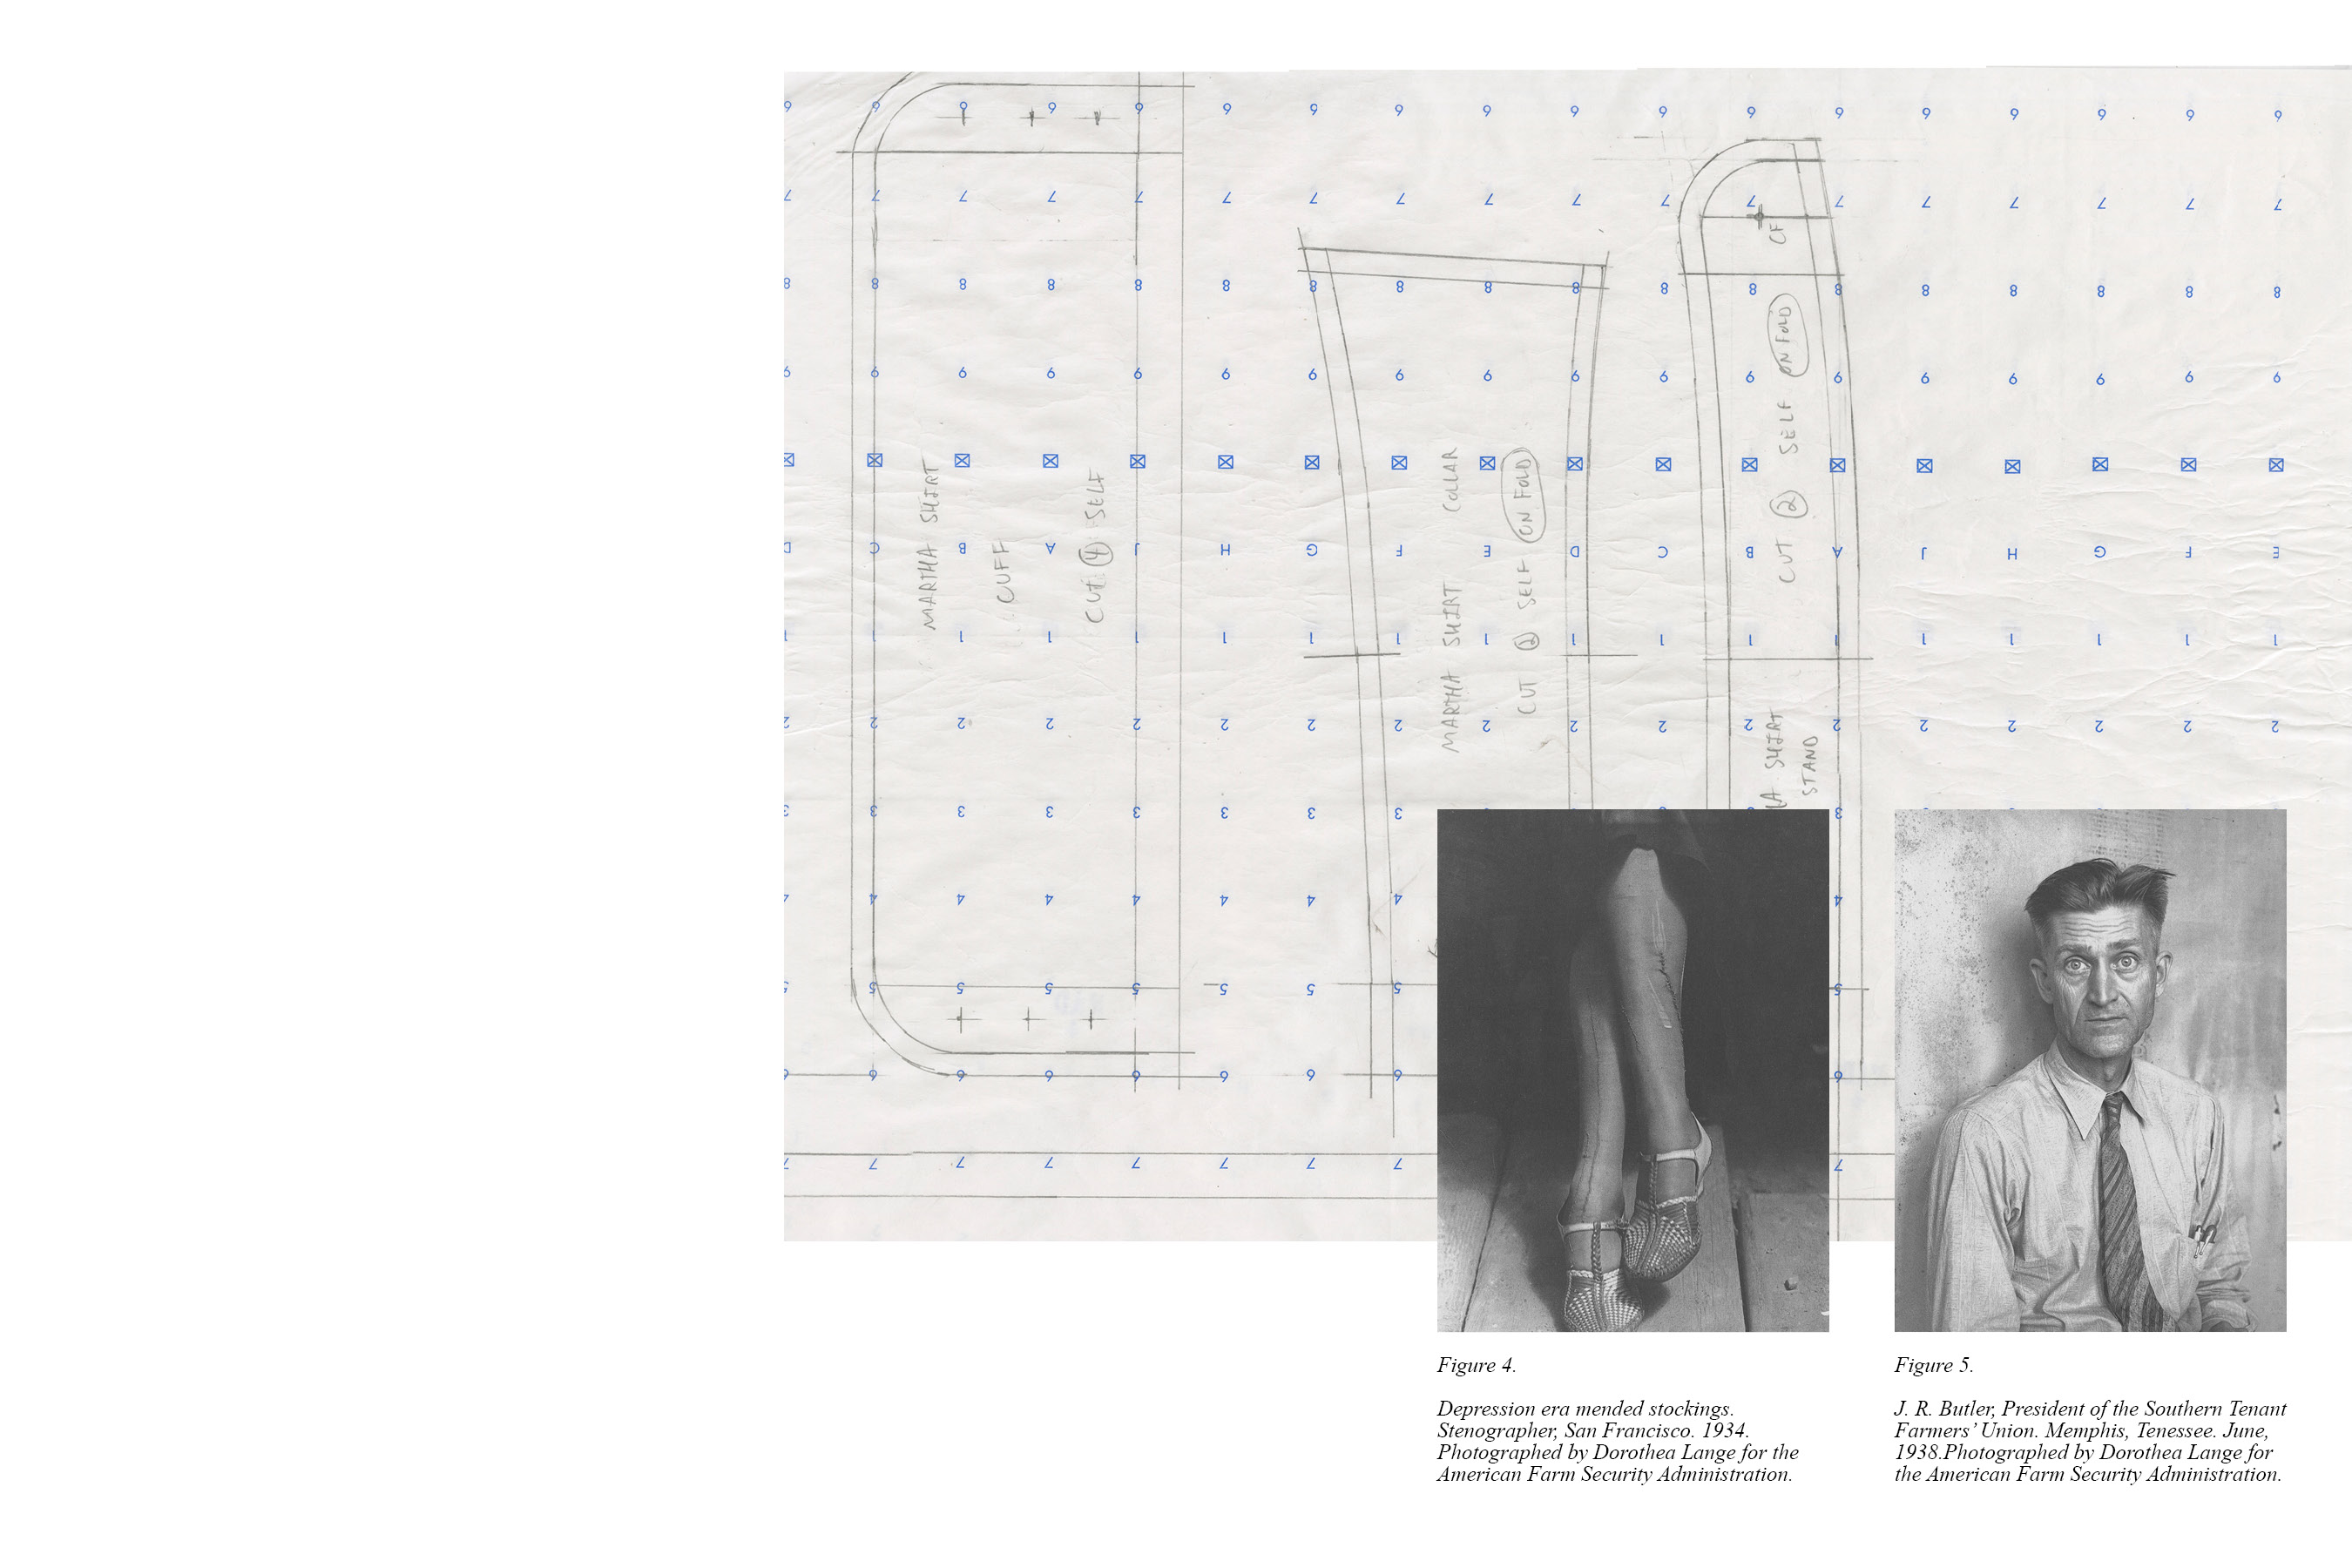 MARTHA SHIRT
CUFF
CUT 4 SELF
MARTHA SHIRT COLLAR
CUT 2 SELF ON FOLD
CF
SHIRT
STAND
CUT 2 SELF ON FOLD
D C B A J H G F E D C B A J H G F E
Figure 4.
Depression era mended stockings.
Stenographer, San Francisco. 1934.
Photographed by Dorothea Lange for the
American Farm Security Administration.
Figure 5.
J. R. Butler, President of the Southern Tenant
Farmers’ Union. Memphis, Tenessee. June,
1938.Photographed by Dorothea Lange for
the American Farm Security Administration.